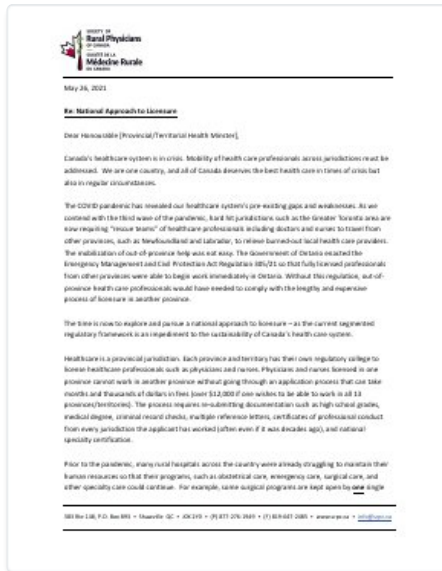 SOCIETY OF
Rural Physicians
OF CANADA
SOCIÉTÉ DE LA
Médecine Rurale
DU CANADA
May 26, 2021
Re: National Approach to Licensure
Dear Honourable [Provincial/Territorial Health Minister],
Canada's healthcare system is in crisis. Mobility of health care professionals across jurisdictions must be
addressed. We are one country, and all of Canada deserves the best health care in times of crisis but
also in regular circumstances.
The COVID pandemic has revealed our healthcare system's pre-existing gaps and weaknesses. As we
contend with the third wave of the pandemic, hard hit jurisdictions such as the Greater Toronto area are
now requiring "rescue teams" of healthcare professionals including doctors and nurses to travel from
other provinces, such as Newfoundland and Labrador, to relieve burned-out local health care providers.
The mobilization of out-of-province help was not easy. The Government of Ontario enacted the
Emergency Management and Civil Protection Act Regulation 305/21 so that fully licensed professionals
from other provinces were able to begin work immediately in Ontario. Without this regulation, out-of-
province health care professionals would have needed to comply with the lengthy and expensive
process of licensure in another province.
The time is now to explore and pursue a national approach to licensure – as the current segmented
regulatory framework is an impediment to the sustainability of Canada's health care system.
Healthcare is a provincial jurisdiction. Each province and territory has their own regulatory college to
license healthcare professionals such as physicians and nurses. Physicians and nurses licensed in one
province cannot work in another province without going through an application process that can take
months and thousands of dollars in fees (over $12,000 if one wishes to be able to work in all 13
provinces/territories). The process requires re-submitting documentation such as high school grades,
medical degree, criminal record checks, multiple reference letters, certificates of professional conduct
from every jurisdiction the applicant has worked (often even if it was decades ago), and national
specialty certification.
Prior to the pandemic, many rural hospitals across the country were already struggling to maintain their
human resources so that their programs, such as obstetrical care, emergency care, surgical care, and
other specialty care could continue. For example, some surgical programs are kept open by one single
P.O. Box 893 • Shawville QC • J0X 2Y0 • (P) 877-276-1949 • (F) 819-647-2485 • www.srpc.ca • info@srpc.ca